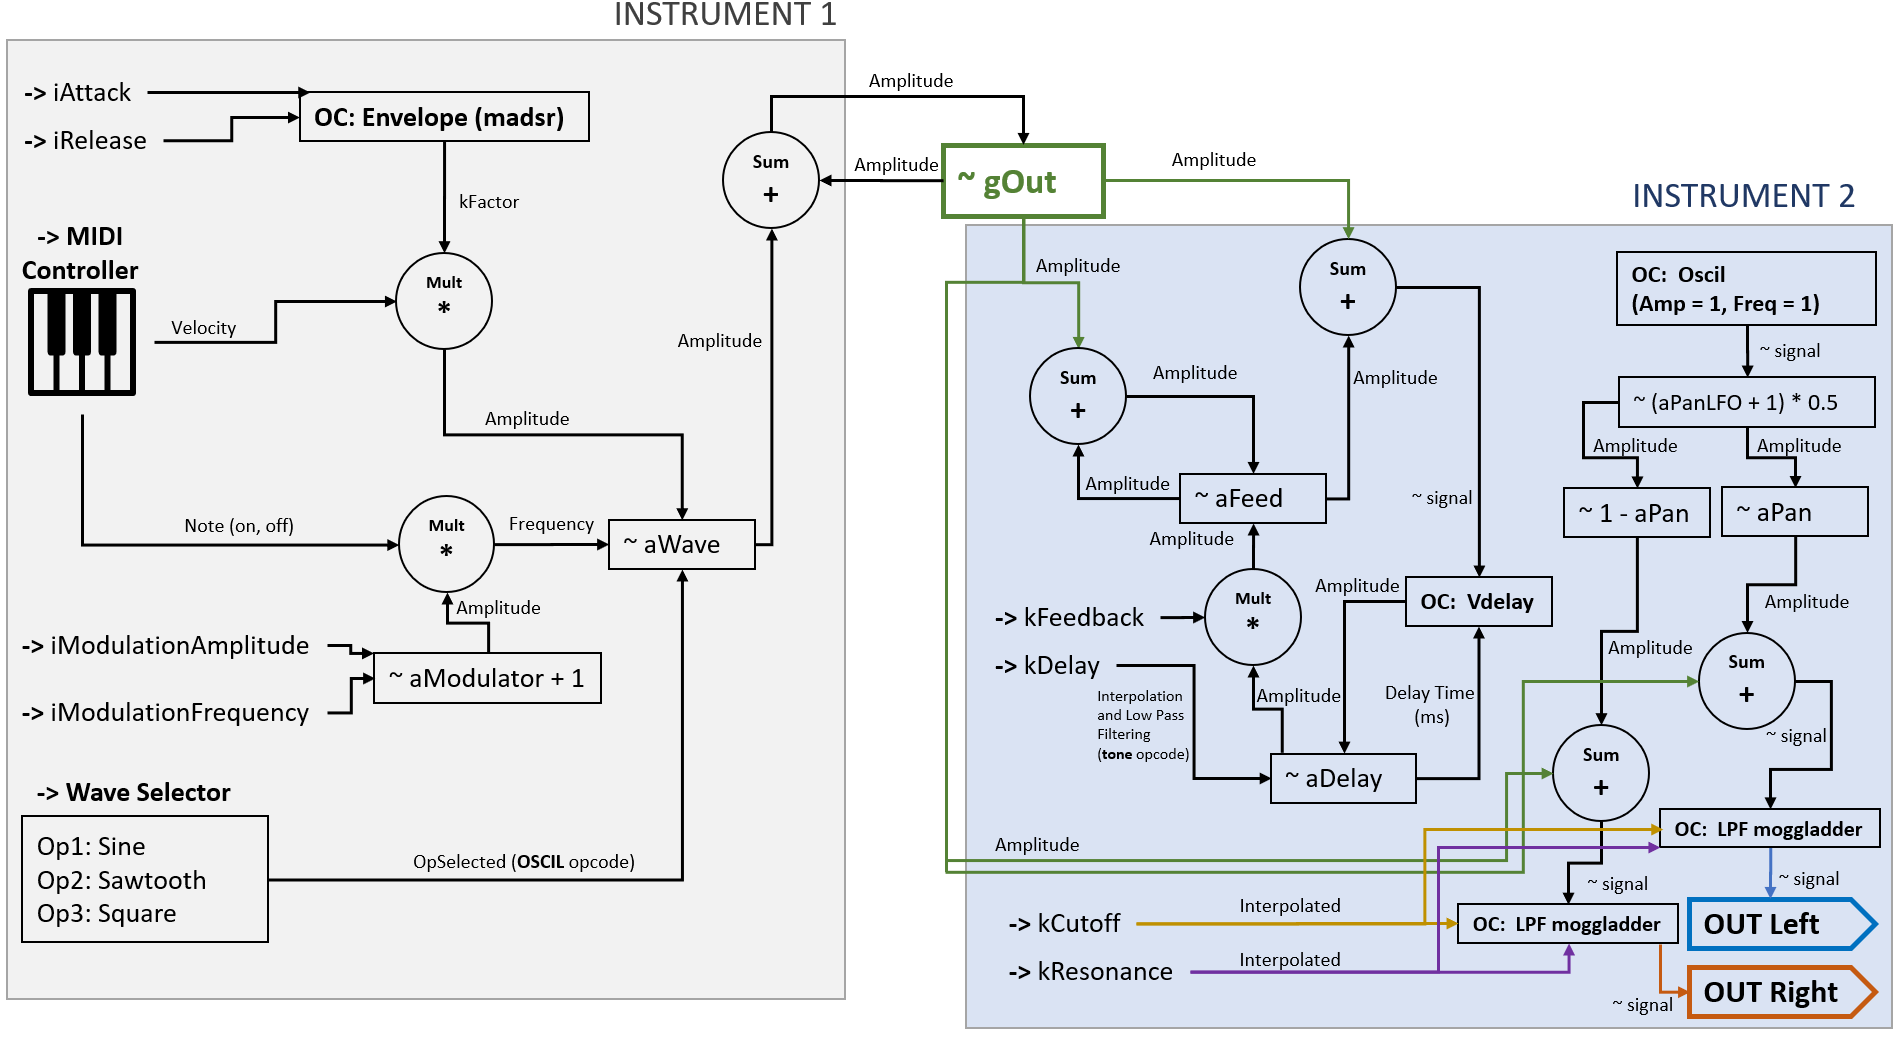 INSTRUMENT 1
-> iAttack
-> iRelease
OC: Envelope (madsr)
kFactor
-> MIDI
Controller
Velocity
Mult
*
Amplitude
Note (on, off)
Mult
*
Frequency
~ aWave
Amplitude
-> iModulationAmplitude
-> iModulationFrequency
~ aModulator + 1
-> Wave Selector
Op1: Sine
Op2: Sawtooth
Op3: Square
OpSelected (OSCIL opcode)
Amplitude
Sum
+
Amplitude
Amplitude
~ gOut
Amplitude
INSTRUMENT 2
Amplitude
Sum
+
Sum
+
Amplitude
Amplitude
Amplitude
~ aFeed
~ signal
Amplitude
-> kFeedback
Mult
*
-> kDelay
Interpolation
and Low Pass
Filtering
(tone opcode)
Amplitude
Amplitude
OC: Vdelay
Delay Time
(ms)
~ aDelay
OC: Oscil
(Amp = 1, Freq = 1)
~ signal
~ (aPanLFO + 1) * 0.5
Amplitude
Amplitude
~ 1 - aPan
~ aPan
Amplitude
Amplitude
Sum
+
~ signal
Sum
+
OC: LPF moggladder
Amplitude
~ signal
~ signal
-> kCutoff
Interpolated
OC: LPF moggladder
OUT Left
-> kResonance
Interpolated
~ signal
OUT Right